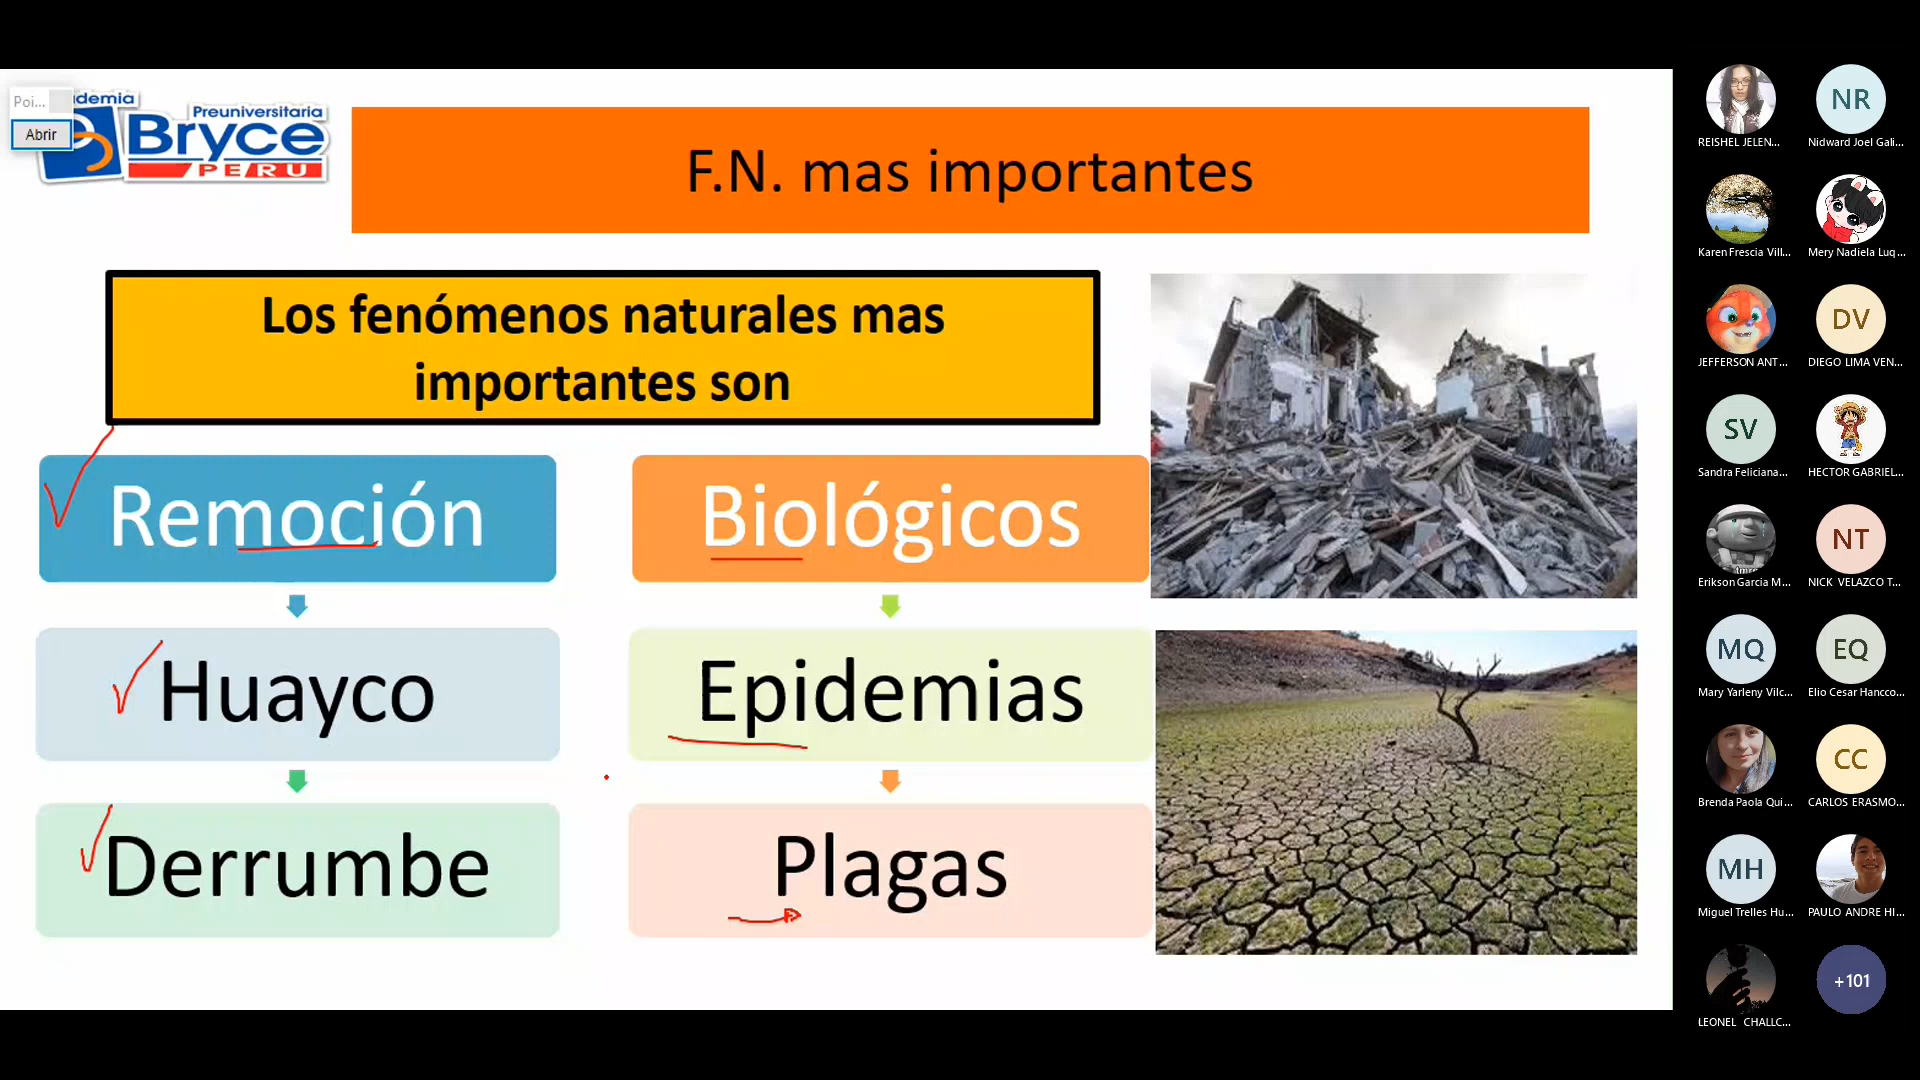 Poi...
Abrir
ademia
Preuniversitaria
Bryce
PERU
F.N. mas importantes
Los fenómenos naturales mas
importantes son
Remoción
Huayco
Derrumbe
Biológicos
Epidemias
Plagas
REISHEL JELEN...
NR
Nidward Joel Gali...
Karen Frescia Vill...
Mery Nadiela Luq...
JEFFERSON ANT...
DV
DIEGO LIMA VEN...
SV
Sandra Feliciana...
HECTOR GABRIEL...
Erikson Garcia M...
NT
NICK VELAZCO T...
MQ
Mary Yarleny Vilc...
EQ
Elio Cesar Hancco...
Brenda Paola Qui...
CC
CARLOS ERASMO...
MH
Miguel Trelles Hu...
PAULO ANDRE HI...
LEONEL CHALLC...
+101